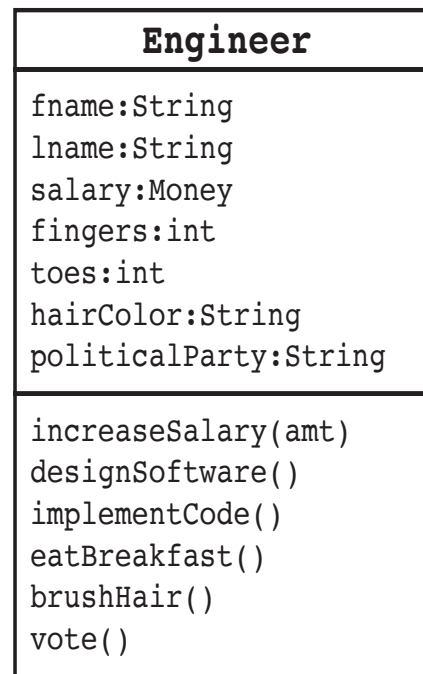 Engineer
fname:String
lname:String
salary:Money
fingers:int
toes:int
hairColor:String
politicalParty:String
increaseSalary(amt)
designSoftware()
implementCode()
eatBreakfast()
brushHair()
vote()